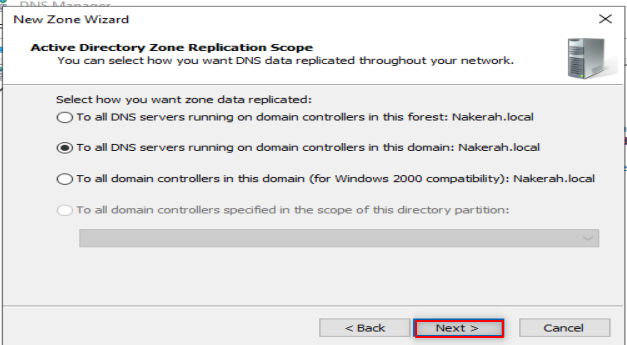 DNS Manager
New Zone Wizard
Active Directory Zone Replication Scope
You can select how you want DNS data replicated throughout your network.
Select how you want zone data replicated:
To all DNS servers running on domain controllers in this forest: Nakerah.local
To all DNS servers running on domain controllers in this domain: Nakerah.local
To all domain controllers in this domain (for Windows 2000 compatibility): Nakerah.local
To all domain controllers specified in the scope of this directory partition:
< Back Next > Cancel